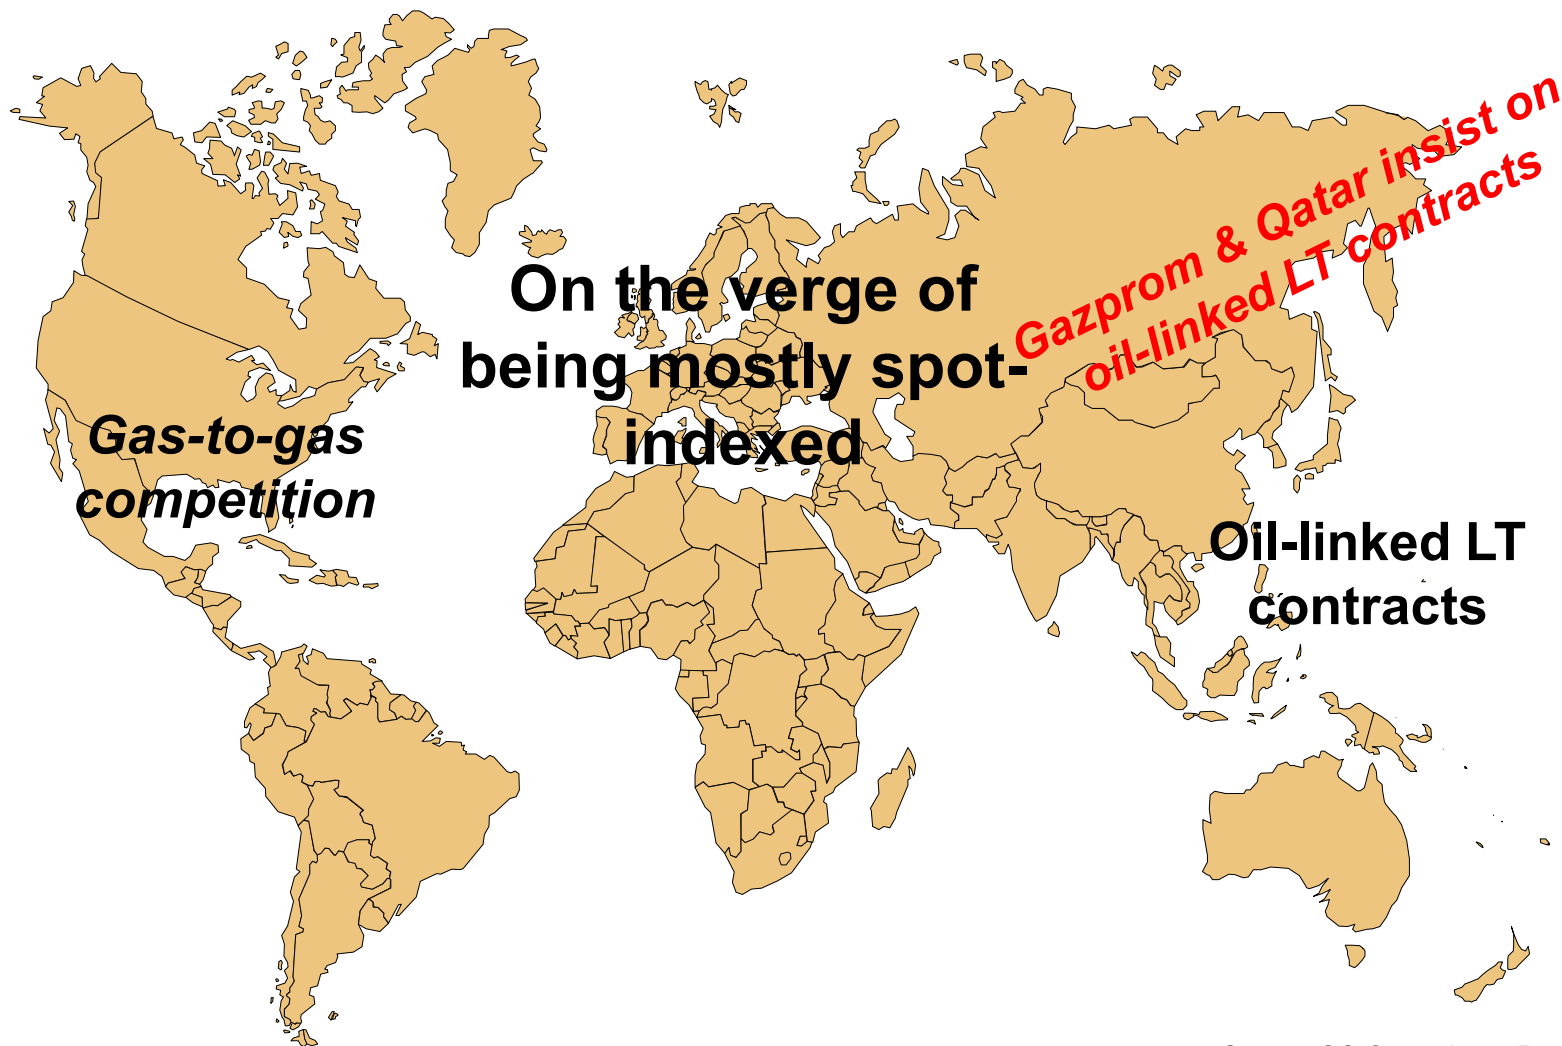 Gazprom & Qatar insist on
oil-linked LT contracts
On the verge of
being mostly spot-
indexed
Gas-to-gas
competition
Oil-linked LT
contracts